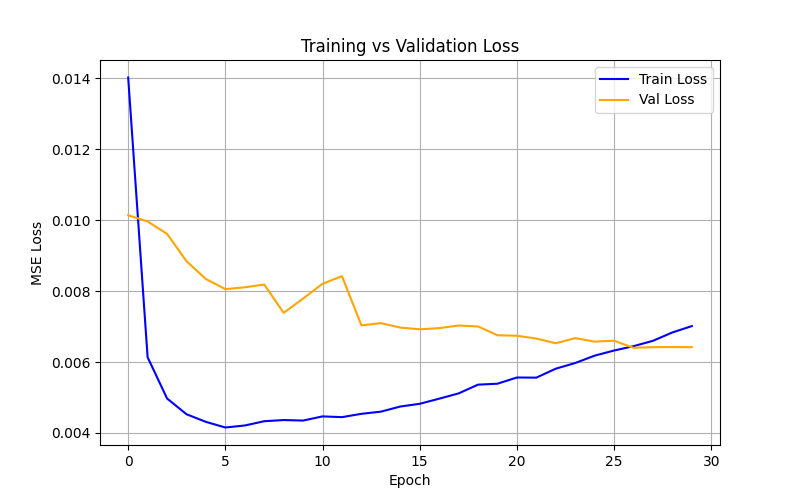 Training vs Validation Loss
Train Loss
Val Loss
MSE Loss
0.014
0.012
0.010
0.008
0.006
0.004
0 5 10 15 20 25 30
Epoch